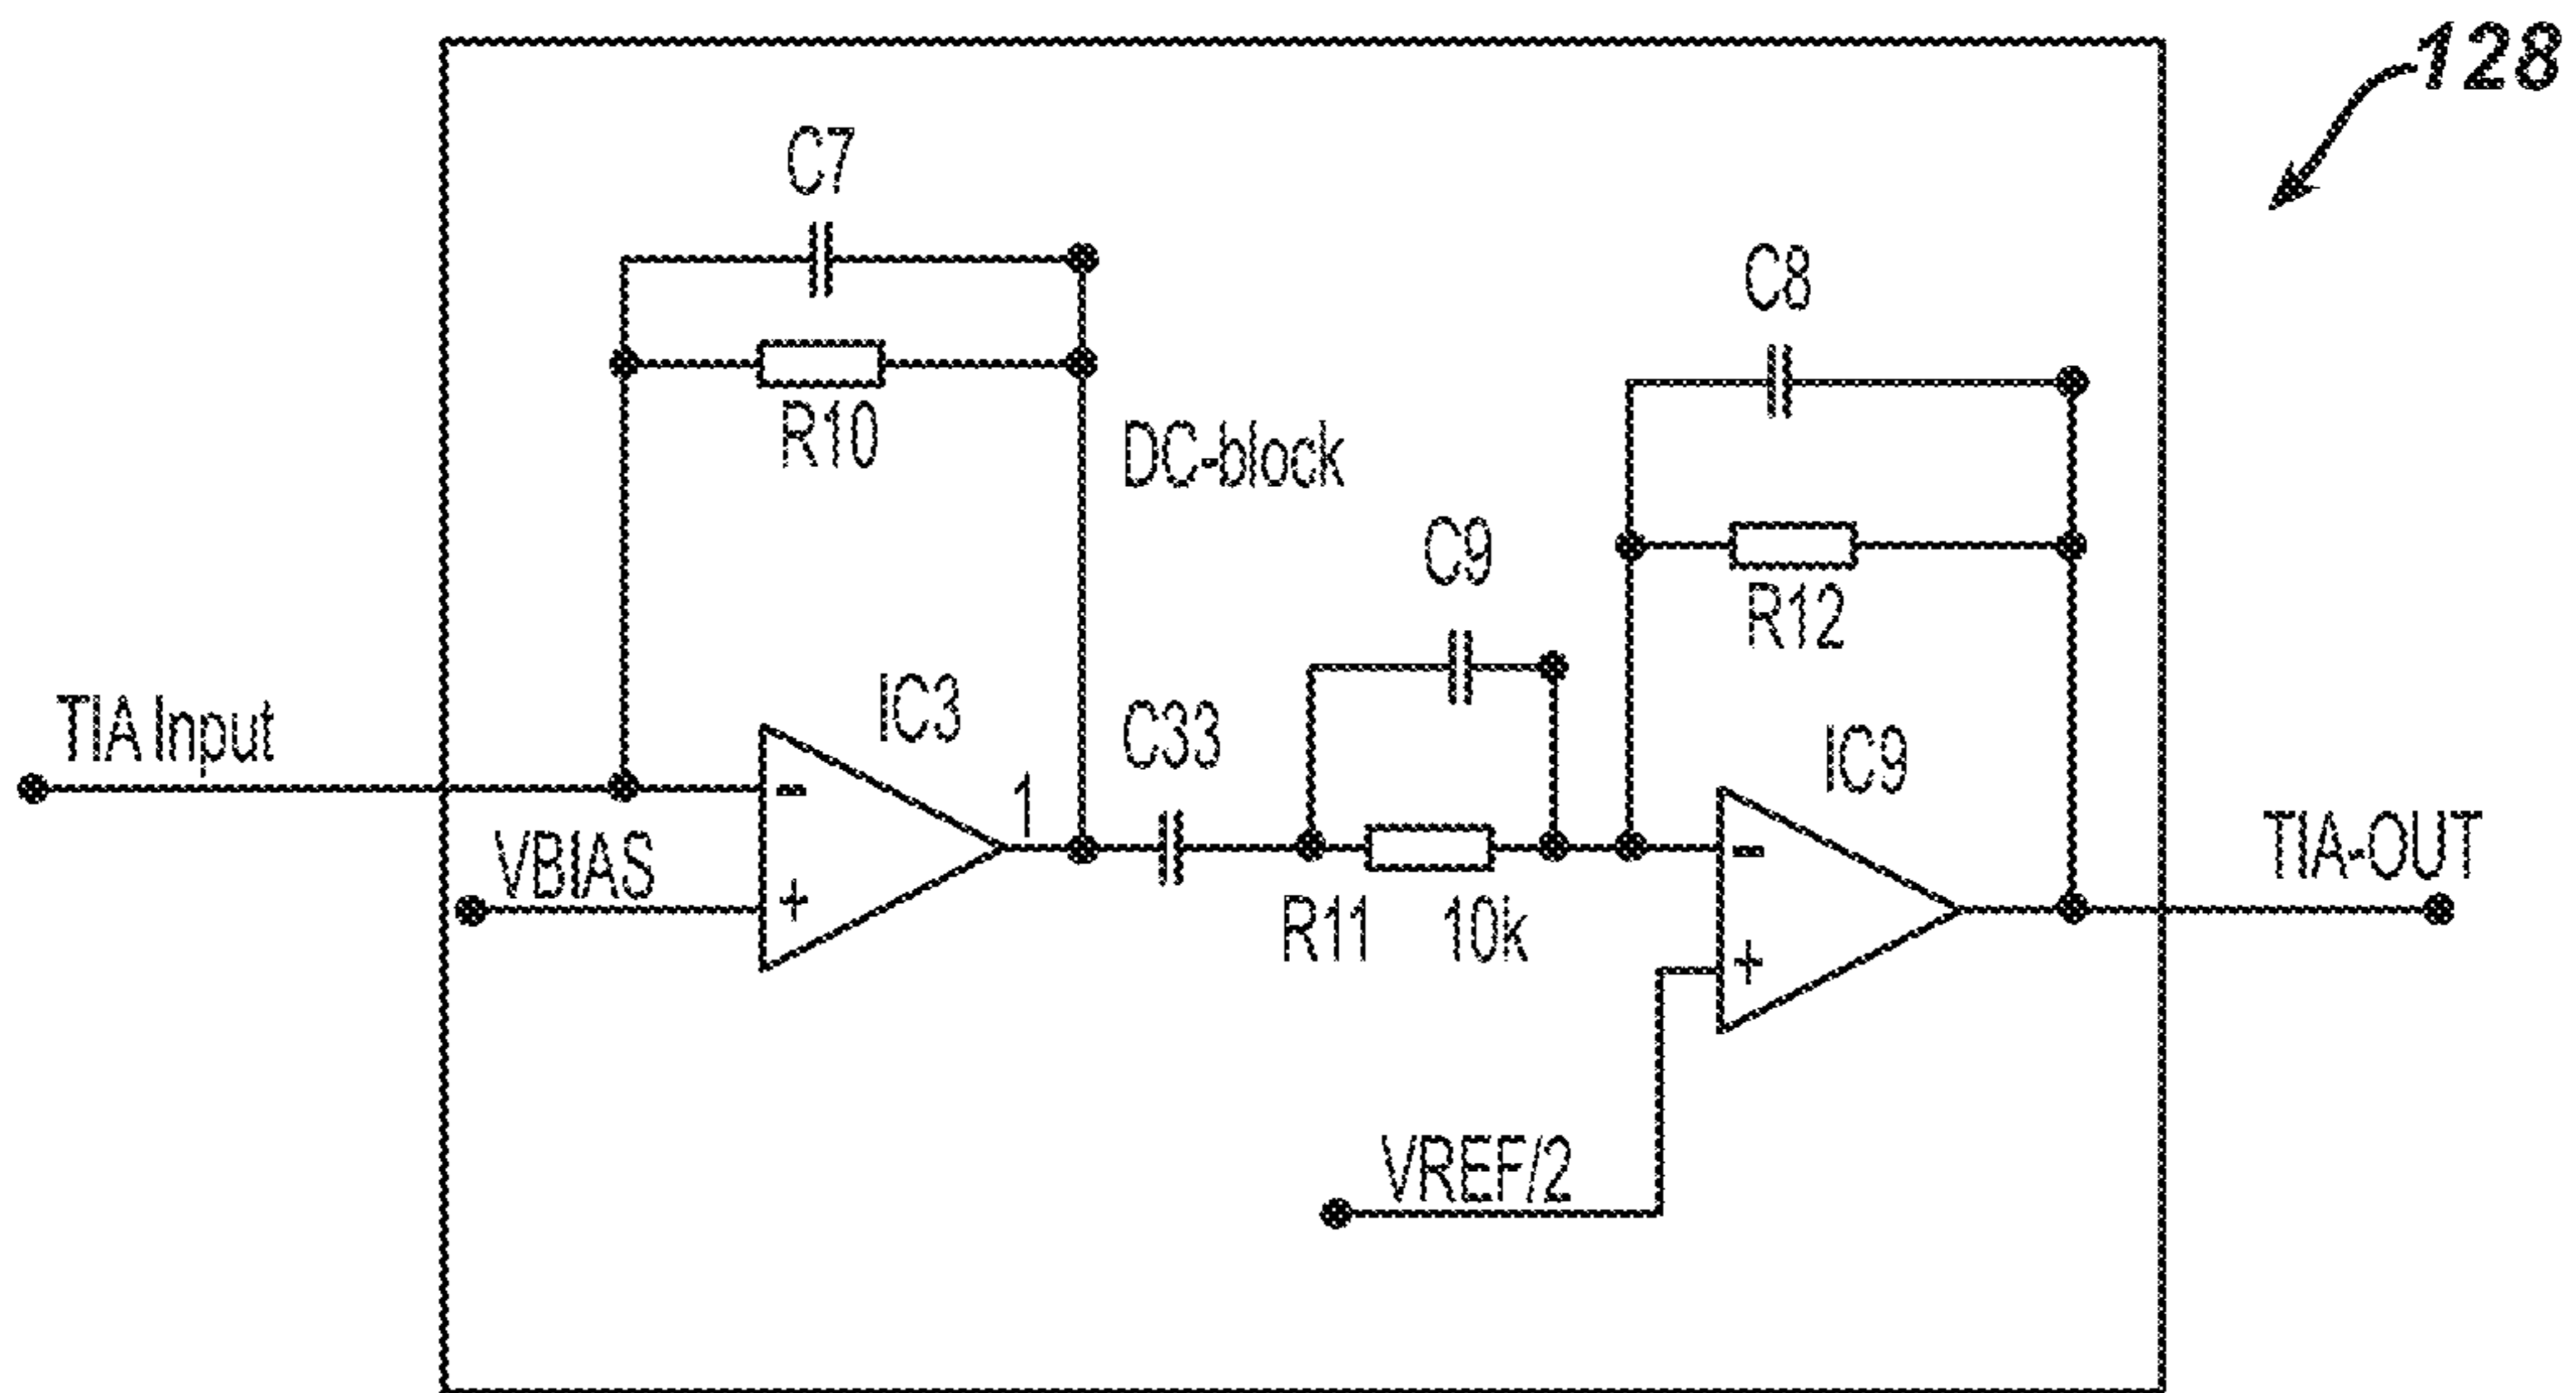 128
C7
C8
R10
DC-block
C9
R12
TIA Input
IC3
1
C33
IC9
-
-
VBIAS
+
R11 10k
+
TIA-OUT
VREF/2